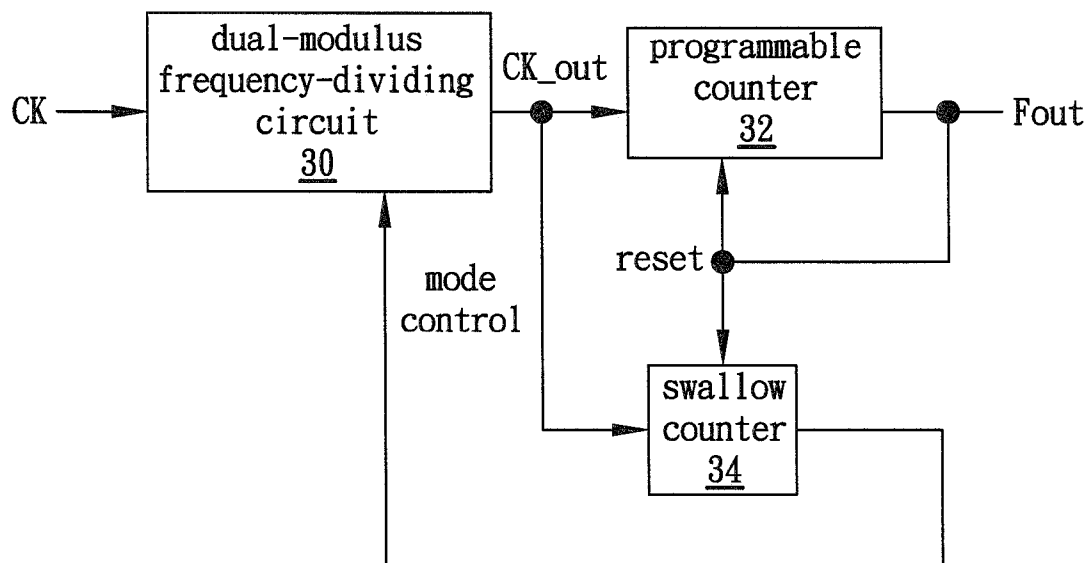 CK
dual-modulus
frequency-dividing
circuit
30
CK_out
programmable
counter
32
Fout
reset
mode
control
swallow
counter
34